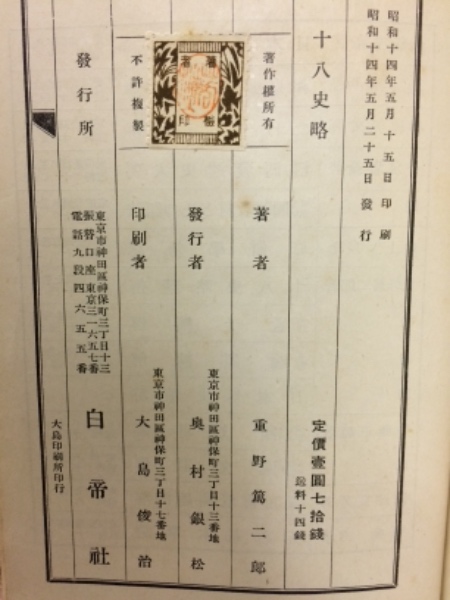 昭和十四年五月十五日印刷
昭和十四年五月二十五日發行
十八史略
定價壹圓七拾錢
送料十四錢
著作權所有
不許複製
著者 重野篤二郎
東京市神田區神保町三丁目十三番地
發行者 奥村銀松
東京市神田區神保町三丁目十七番地
印刷者 大島俊治
發行所
東京市神田區神保町三丁目十三
振替口座東京三一六五七番
電話九段四六五五番
白帝社
大島印刷所印行